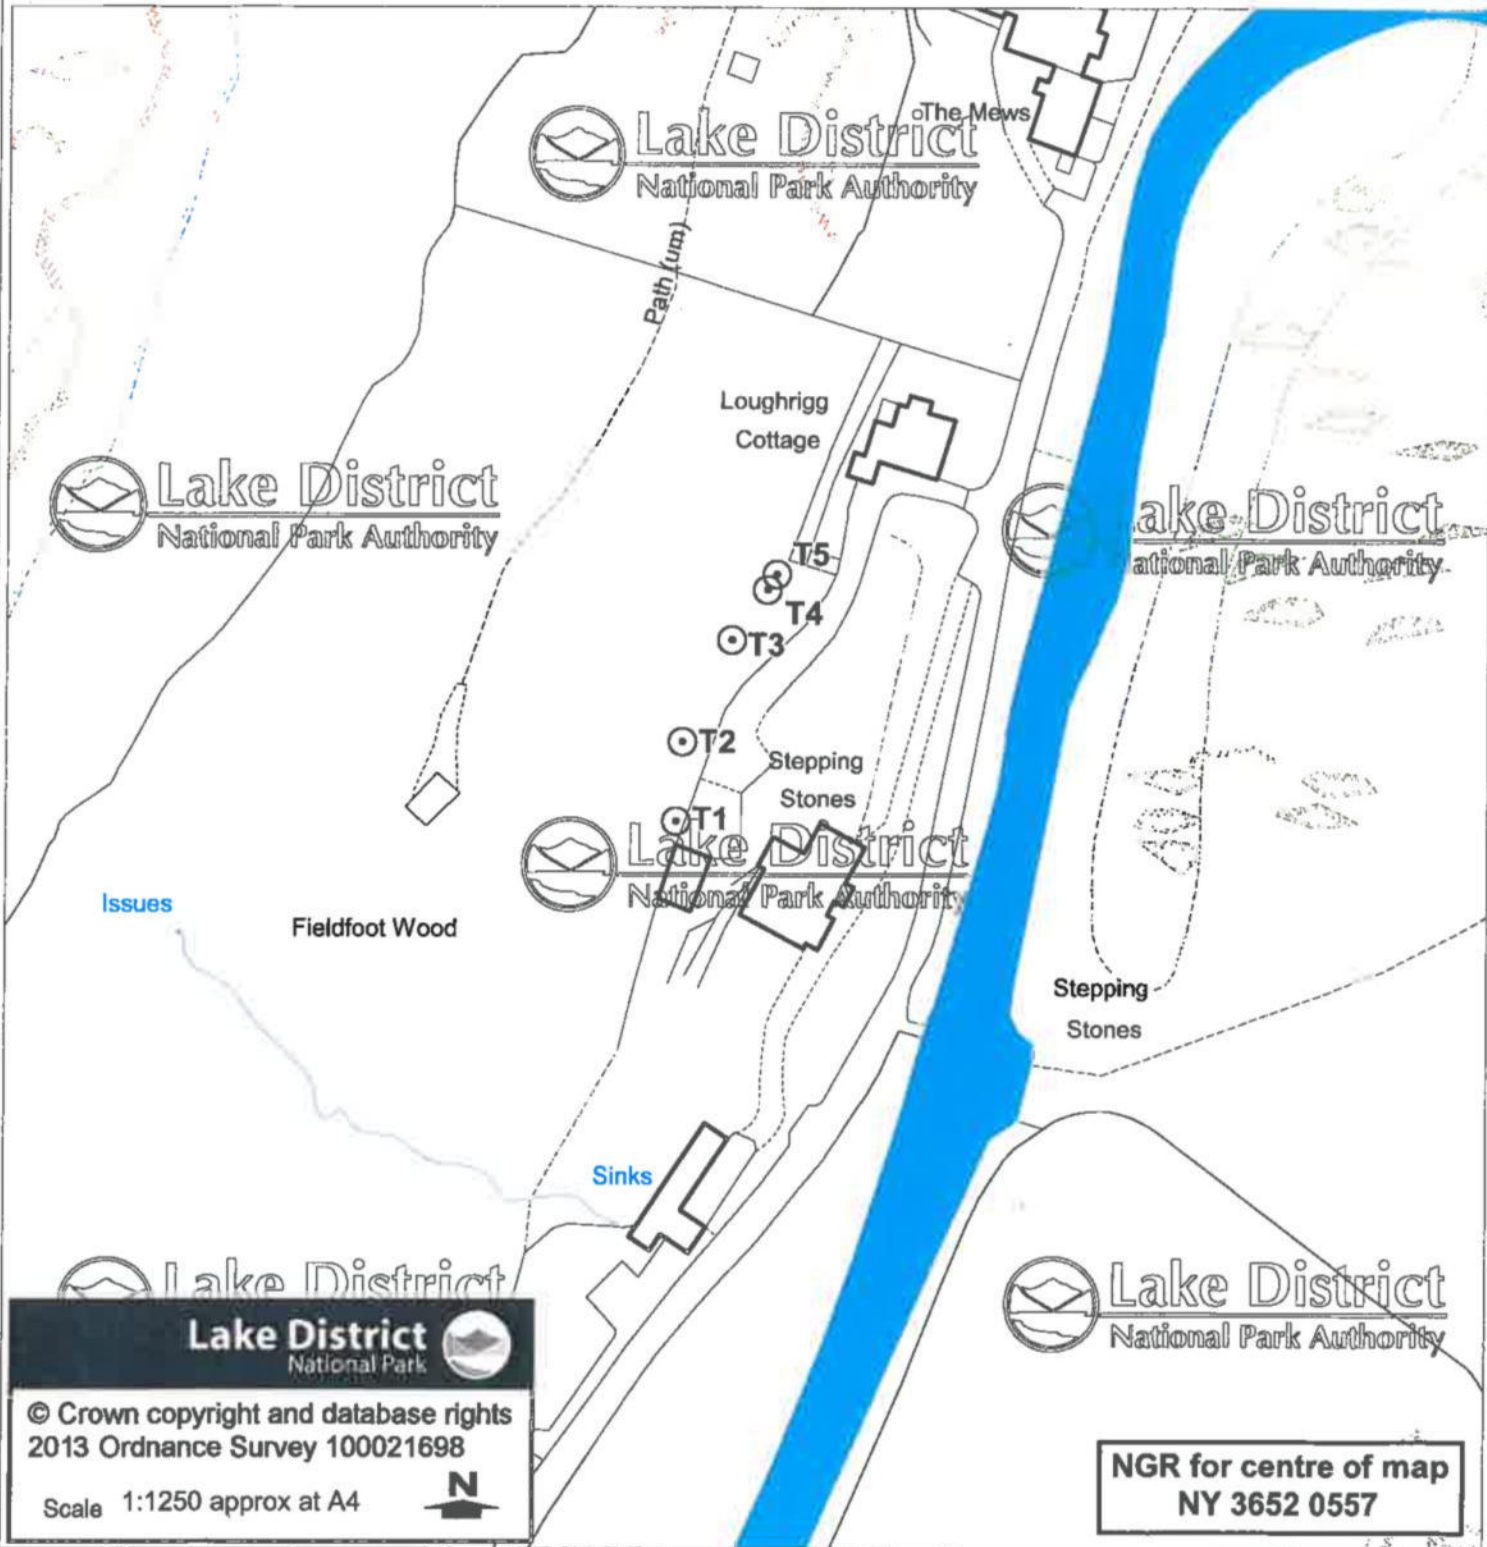 The Mews
Lake District
National Park Authority
Path (um)
Loughrigg
Cottage
Lake District
National Park Authority
ake District
ational Park Authority
T5
T4
T3
T2
Stepping
Stones
T1
Lake District
National Park Authority
Issues
Fieldfoot Wood
Stepping
Stones
Sinks
Lake District
Lake District
National Park Authority
Lake District
National Park
© Crown copyright and database rights
2013 Ordnance Survey 100021698
Scale 1:1250 approx at A4
N
NGR for centre of map
NY 3652 0557